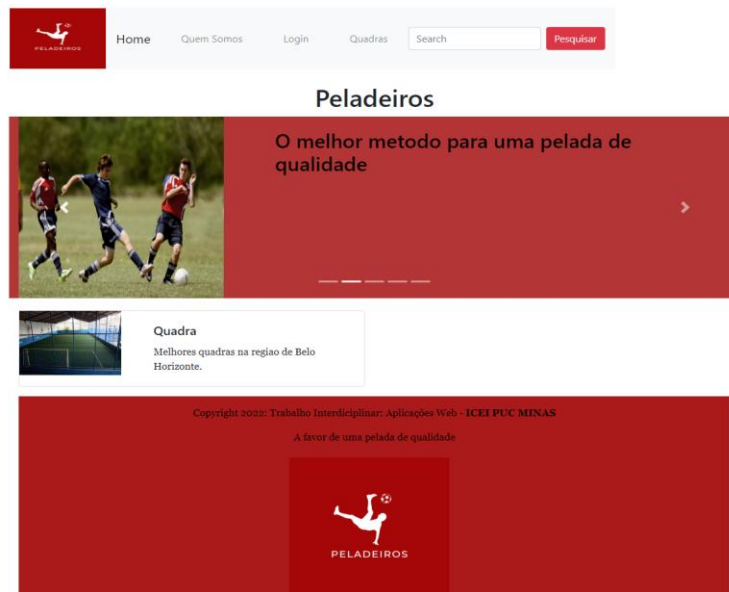 PELADEIROS
Home Quem Somos Login Quadras Search Pesquisar
Peladeiros
O melhor metodo para uma pelada de
qualidade
Quadra
Melhores quadras na regiao de Belo
Horizonte.
Copyright 2022: Trabalho Interdiciplinar: Aplicações Web - ICEI PUC MINAS
A favor de uma pelada de qualidade
PELADEIROS